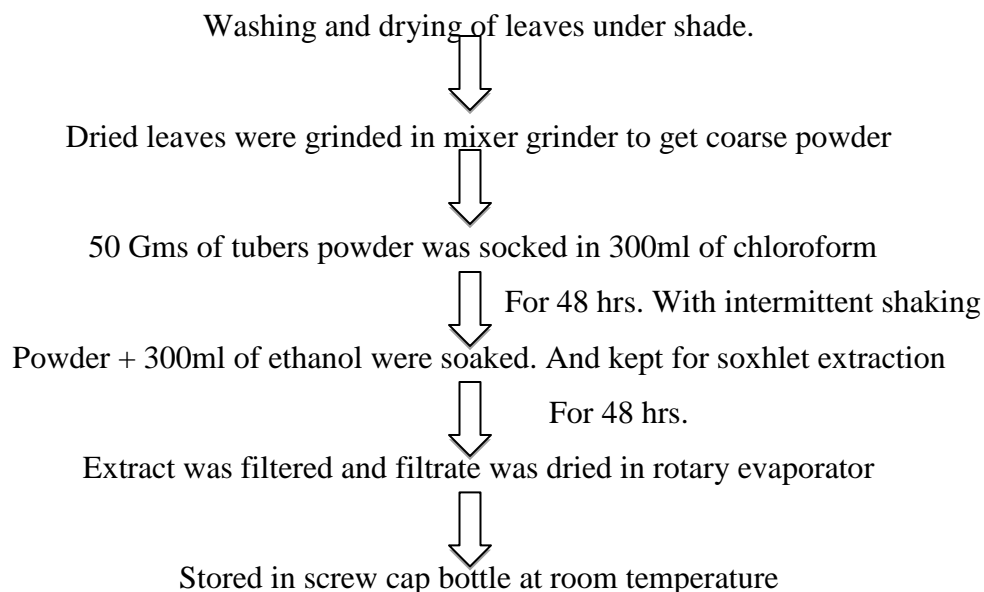 Washing and drying of leaves under shade.
Dried leaves were grinded in mixer grinder to get coarse powder
50 Gms of tubers powder was socked in 300ml of chloroform
For 48 hrs. With intermittent shaking
Powder + 300ml of ethanol were soaked. And kept for soxhlet extraction
For 48 hrs.
Extract was filtered and filtrate was dried in rotary evaporator
Stored in screw cap bottle at room temperature